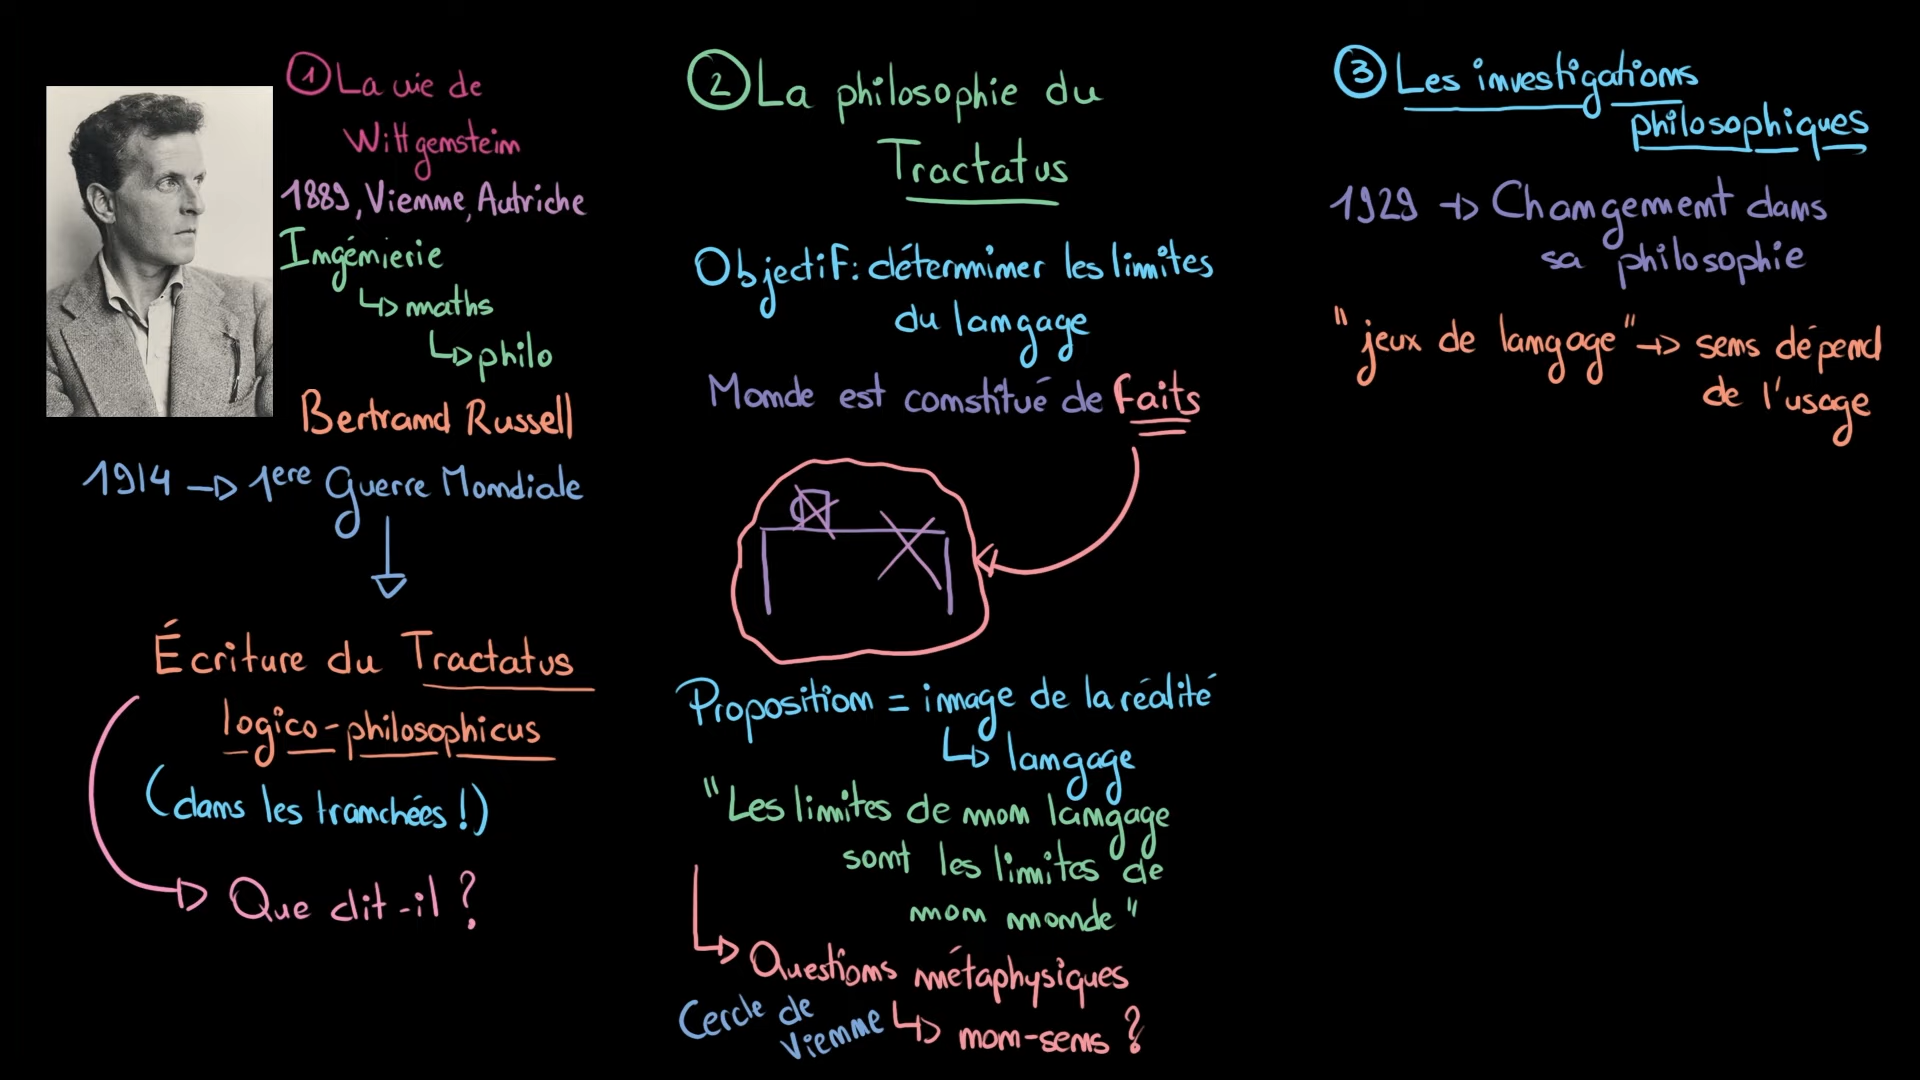 ① La vie de
Wittgenstein
1889, Vienne, Autriche
Ingénierie
↳ maths
↳ philo
Bertrand Russell
1914 → 1ere Guerre Mondiale
Écriture du Tractatus
logico-philosophicus
(dans les tranchées !)
Que dit-il ?
② La philosophie du
Tractatus
Objectif : déterminer les limites
du langage
Monde est constitué de faits
Proposition = image de la réalité
↳ langage
"Les limites de mon langage
sont les limites de
mon monde"
Questions métaphysiques
↳ non-sens ?
Cercle de
Vienne
③ Les investigations
philosophiques
1929 → Changement dans
sa philosophie
"jeux de langage" → sens dépend
de l'usage